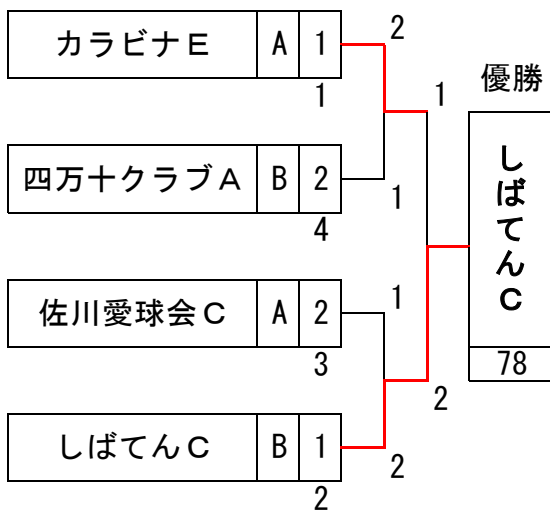 カラビナE A 1 2
1
1
優勝
四万十クラブA B 2 1
4
佐川愛球会C A 2 1
3
しばてんC
78
2
しばてんC B 1 2
2